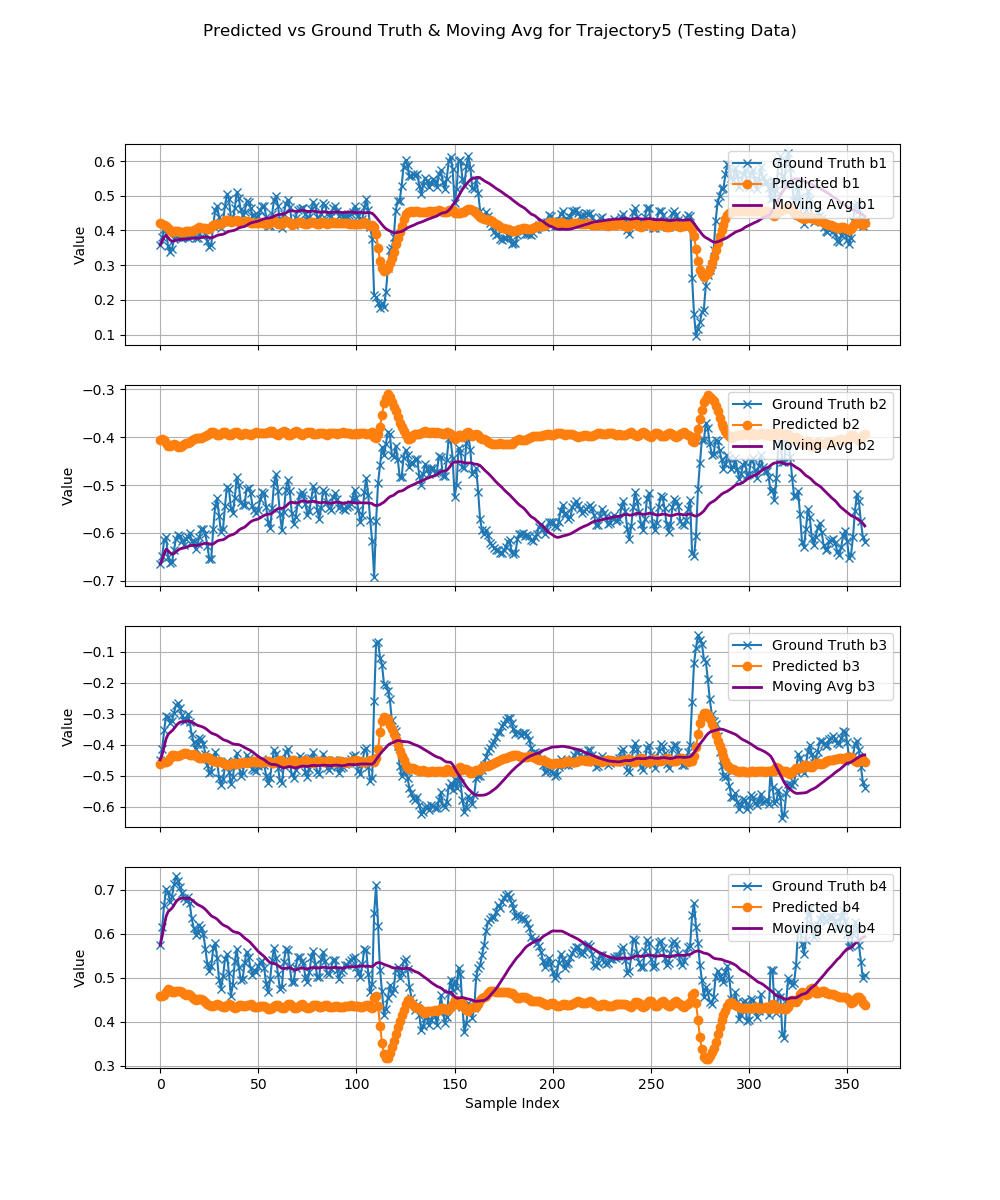 Predicted vs Ground Truth & Moving Avg for Trajectory5 (Testing Data)
0.6
0.5
0.4
0.3
0.2
0.1
Value
Ground Truth b1
Predicted b1
Moving Avg b1
−0.3
−0.4
−0.5
−0.6
−0.7
Value
Ground Truth b2
Predicted b2
Moving Avg b2
−0.1
−0.2
−0.3
−0.4
−0.5
−0.6
Value
Ground Truth b3
Predicted b3
Moving Avg b3
0.7
0.6
0.5
0.4
0.3
Value
Ground Truth b4
Predicted b4
Moving Avg b4
0 50 100 150 200 250 300 350
Sample Index